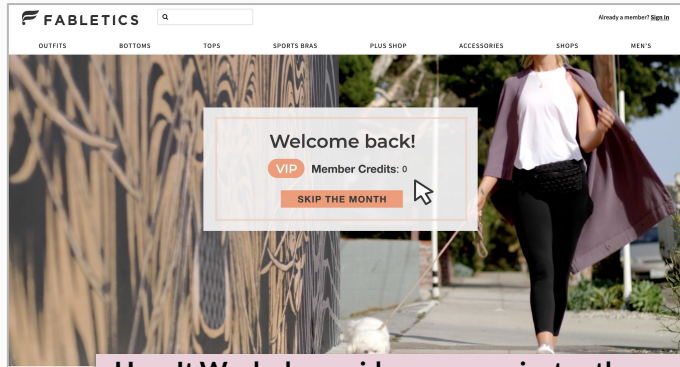 FABLETICS
Already a member? Sign In
OUTFITS BOTTOMS TOPS SPORTS BRAS PLUS SHOP ACCESSORIES SHOPS MEN'S
Welcome back!
VIP Member Credits: 0
SKIP THE MONTH